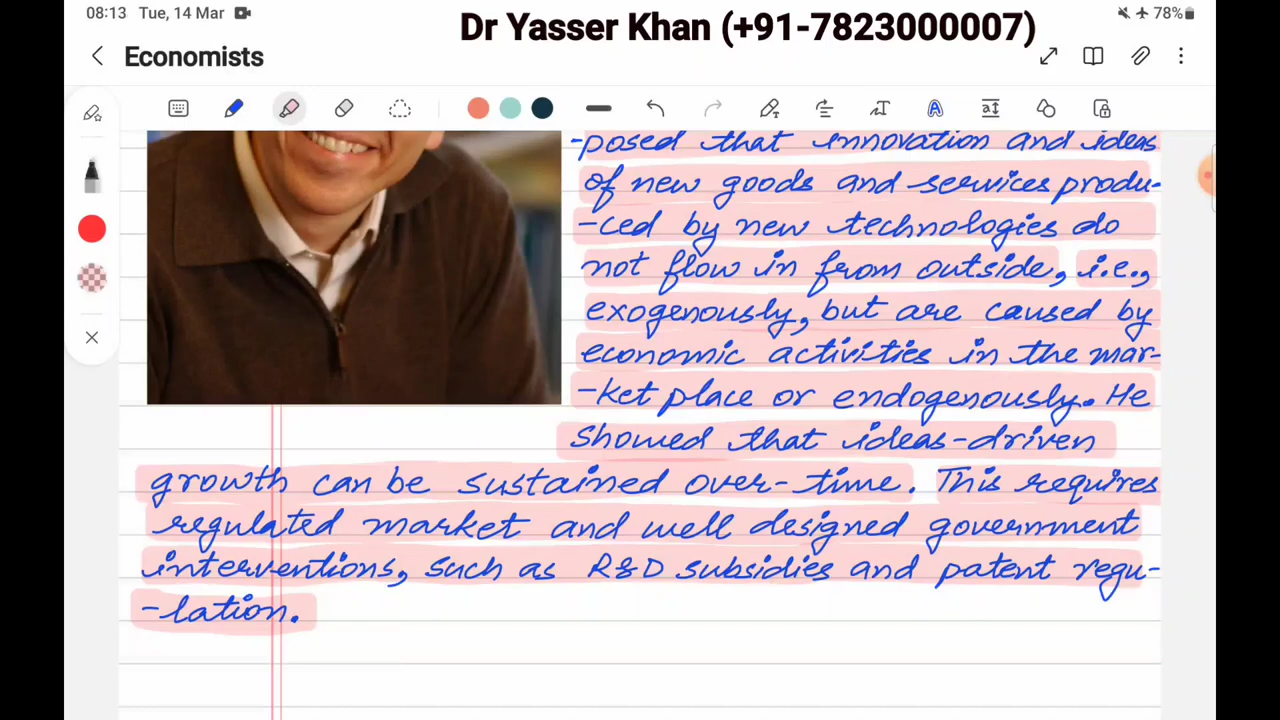 08:13 Tue, 14 Mar
78%
Dr Yasser Khan (+91-7823000007)
Economists
-posed that innovation and ideas
of new goods and services produ-
-ced by new technologies do
not flow in from outside, i.e.,
exogenously, but are caused by
economic activities in the mar-
-ket place or endogenously. He
showed that ideas-driven
growth can be sustained over-time. This requires
regulated market and well designed government
interventions, such as R&D subsidies and patent regu-
-lation.